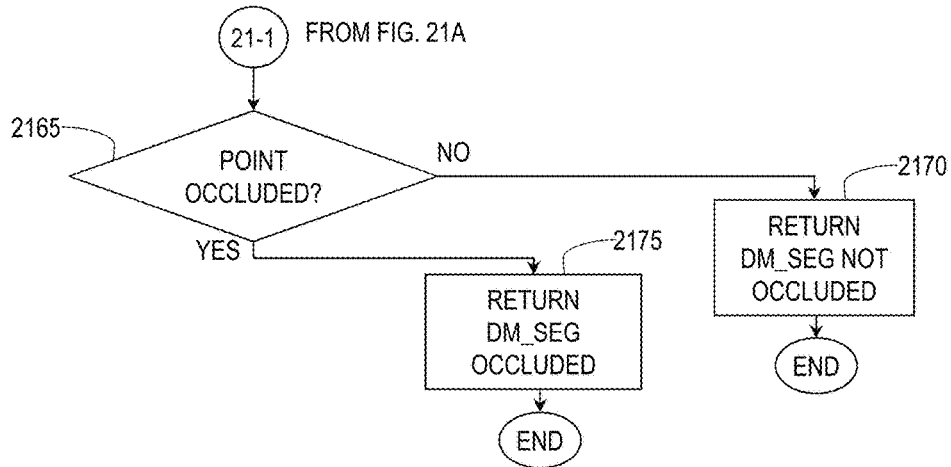 21-1
FROM FIG. 21A
2165
POINT
OCCLUDED?
NO
YES
2170
RETURN
DM_SEG NOT
OCCLUDED
END
2175
RETURN
DM_SEG
OCCLUDED
END